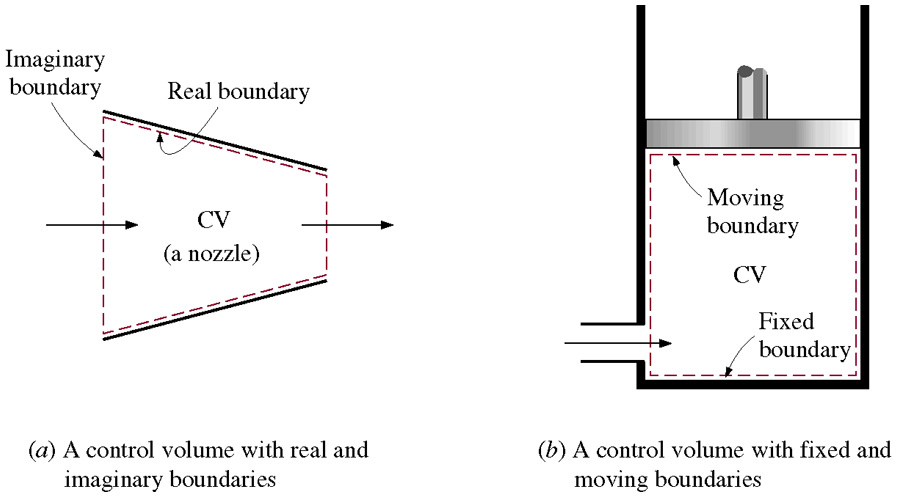 Imaginary
boundary
Real boundary
CV
(a nozzle)
Moving
boundary
CV
Fixed
boundary
(a) A control volume with real and
imaginary boundaries
(b) A control volume with fixed and
moving boundaries